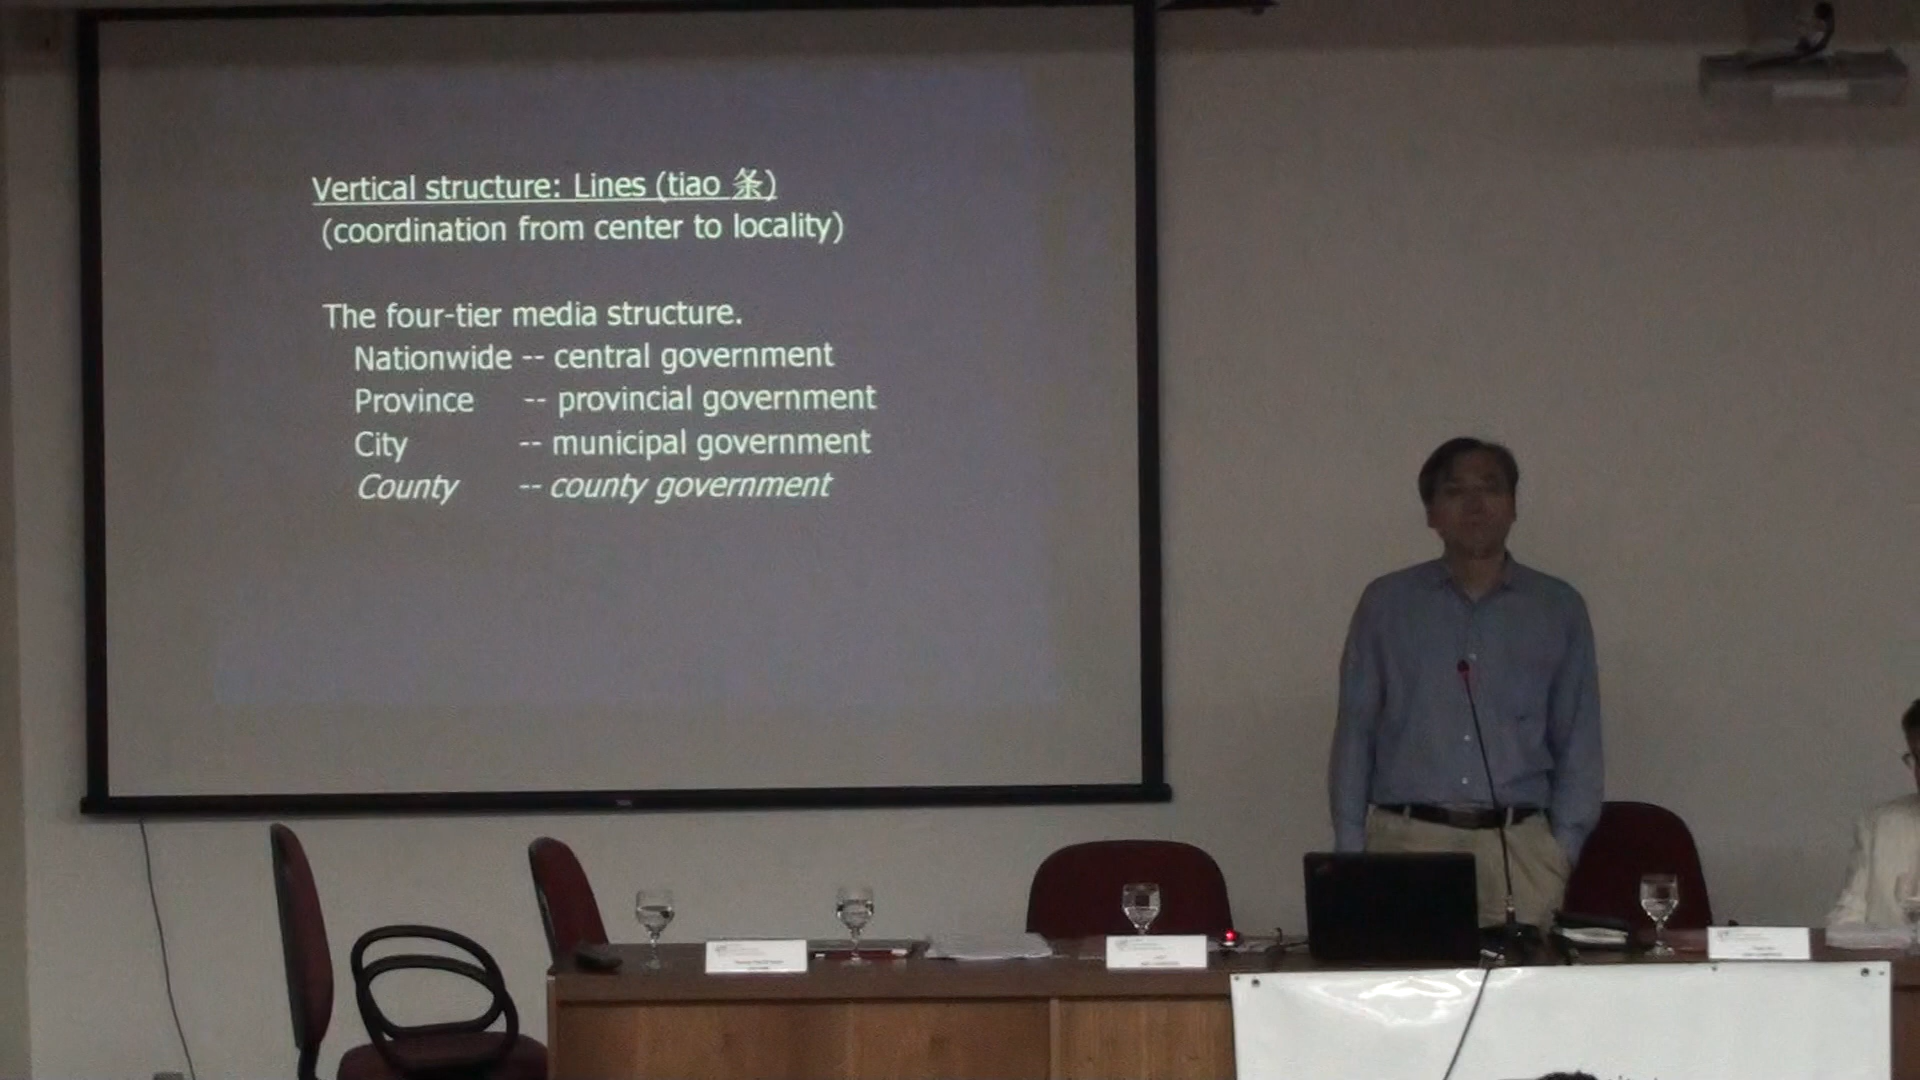 Vertical structure: Lines (tiao 条)
(coordination from center to locality)
The four-tier media structure.
Nationwide -- central government
Province -- provincial government
City -- municipal government
County -- county government